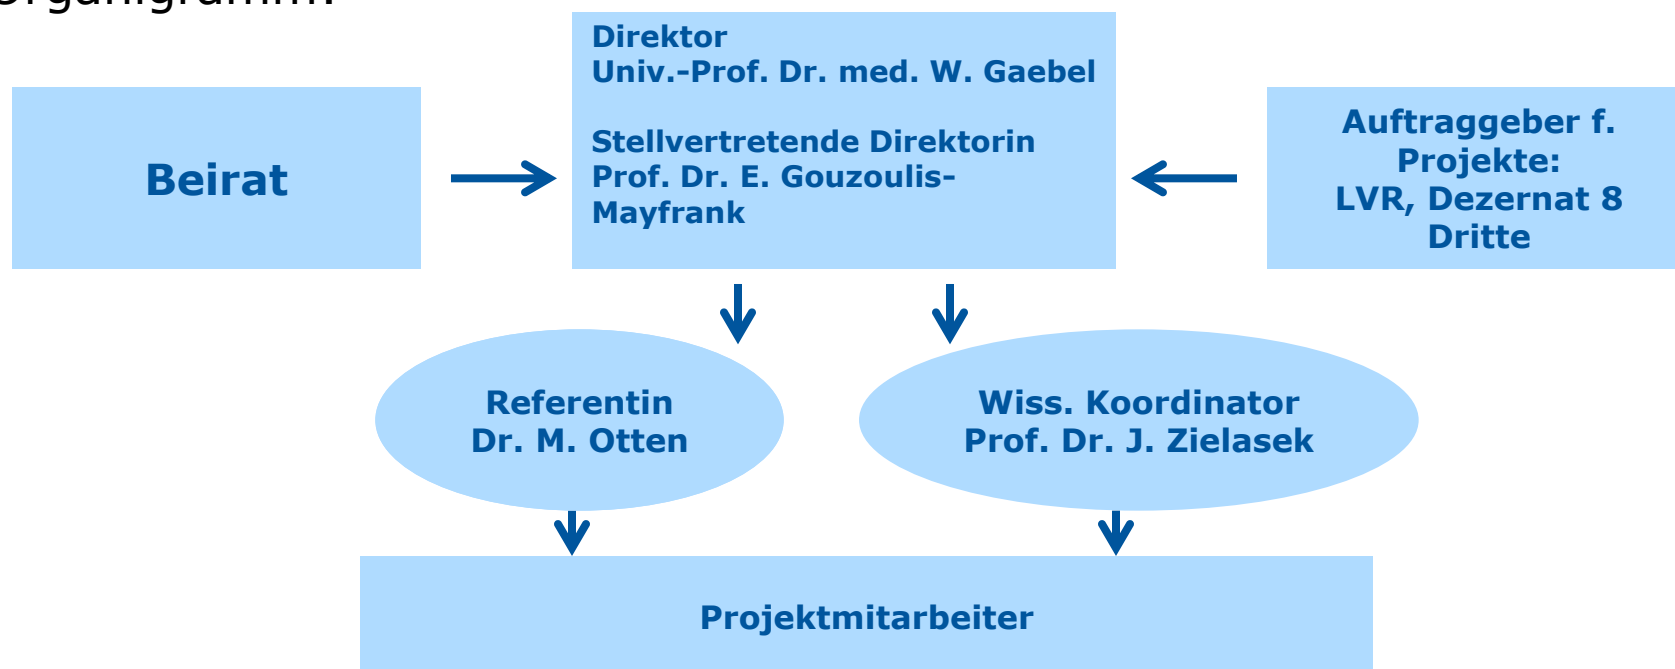 Organigramm:
Direktor
Univ.-Prof. Dr. med. W. Gaebel
Stellvertretende Direktorin
Prof. Dr. E. Gouzoulis-
Mayfrank
Beirat
Auftraggeber f.
Projekte:
LVR, Dezernat 8
Dritte
Referentin
Dr. M. Otten
Wiss. Koordinator
Prof. Dr. J. Zielasek
Projektmitarbeiter